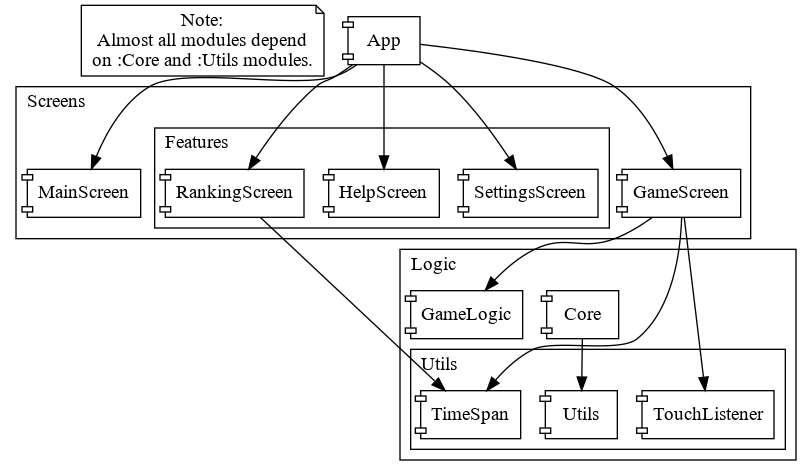 Note:
Almost all modules depend
on :Core and :Utils modules.
App
Screens
Features
MainScreen
RankingScreen
HelpScreen
SettingsScreen
GameScreen
Logic
GameLogic
Core
Utils
TimeSpan
Utils
TouchListener